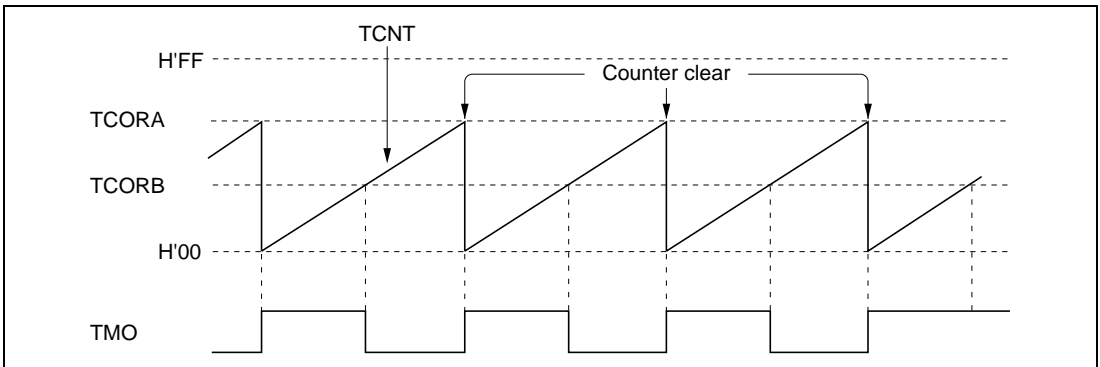 TCNT
H'FF
Counter clear
TCORA
TCORB
H'00
TMO